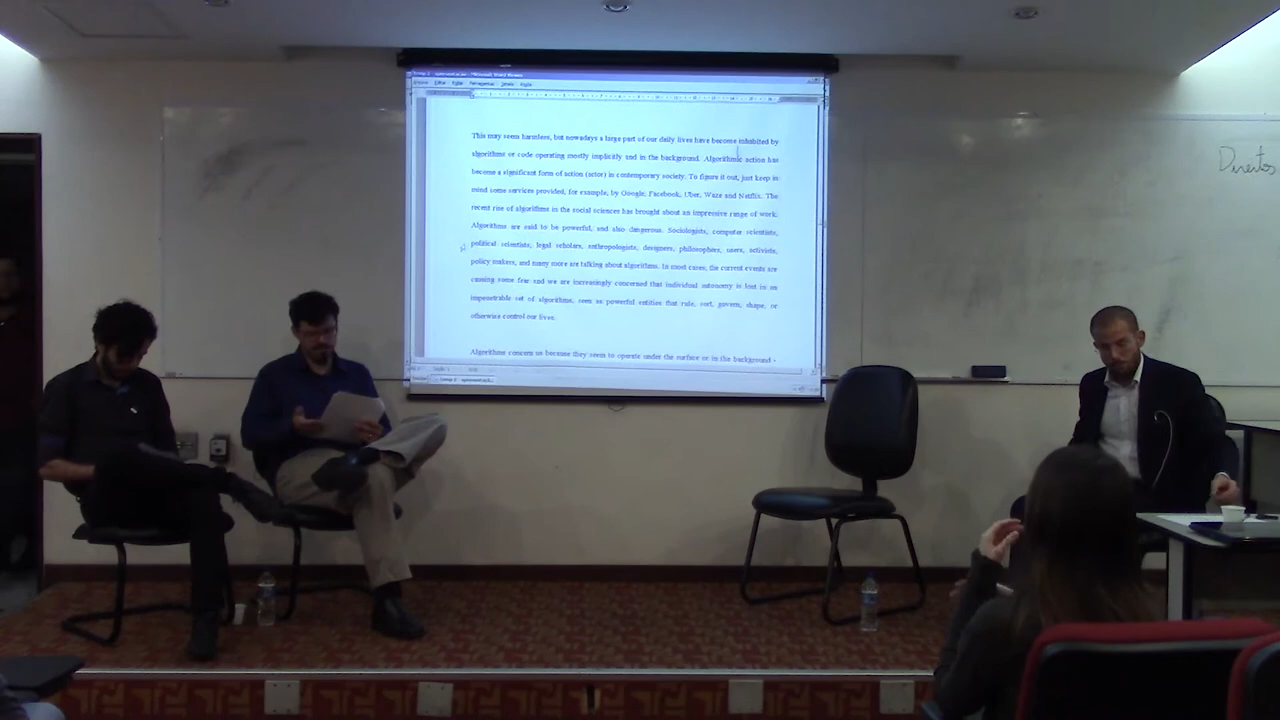 Microsoft Word
This may seem harmless, but nowadays a large part of our daily lives have become inhabited by
algorithms or code operating mostly implicitly and in the background. Algorithmic action has
become a significant form of action (actor) in contemporary society. To figure it out, just keep in
mind some services provided, for example, by Google, Facebook, Uber, Waze and Netflix. The
recent rise of algorithms in the social sciences has brought about an impressive range of work.
Algorithms are said to be powerful, and also dangerous. Sociologists, computer scientists,
political scientists, legal scholars, anthropologists, designers, philosophers, users, activists,
policy makers, and many more are talking about algorithms. In most cases, the current events are
causing some fear and we are increasingly concerned that individual autonomy is lost in an
impenetrable set of algorithms, seen as powerful entities that rule, sort, govern, shape, or
otherwise control our lives.
Algorithms concern us because they seem to operate under the surface or in the background -
Direitos